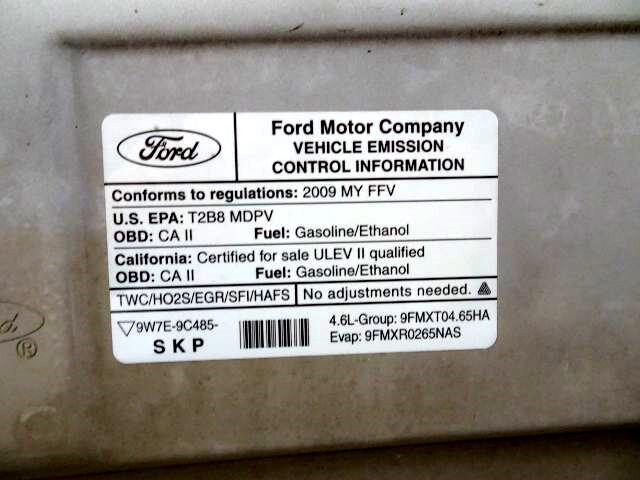 Ford
Ford Motor Company
VEHICLE EMISSION
CONTROL INFORMATION
Conforms to regulations: 2009 MY FFV
U.S. EPA: T2B8 MDPV
OBD: CA II Fuel: Gasoline/Ethanol
California: Certified for sale ULEV II qualified
OBD: CA II Fuel: Gasoline/Ethanol
TWC/HO2S/EGR/SFI/HAFS No adjustments needed.
9W7E-9C485-
SKP
4.6L-Group: 9FMXT04.65HA
Evap: 9FMXR0265NAS
Ford
®